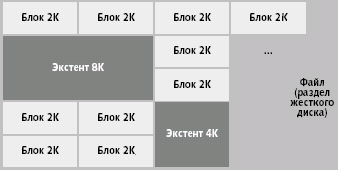 Блок 2К
Блок 2К
Блок 2К
Блок 2К
Экстент 8К
Блок 2К
...
Блок 2К
Файл
(раздел
жесткого
диска)
Блок 2К
Блок 2К
Экстент 4К
Блок 2К
Блок 2К